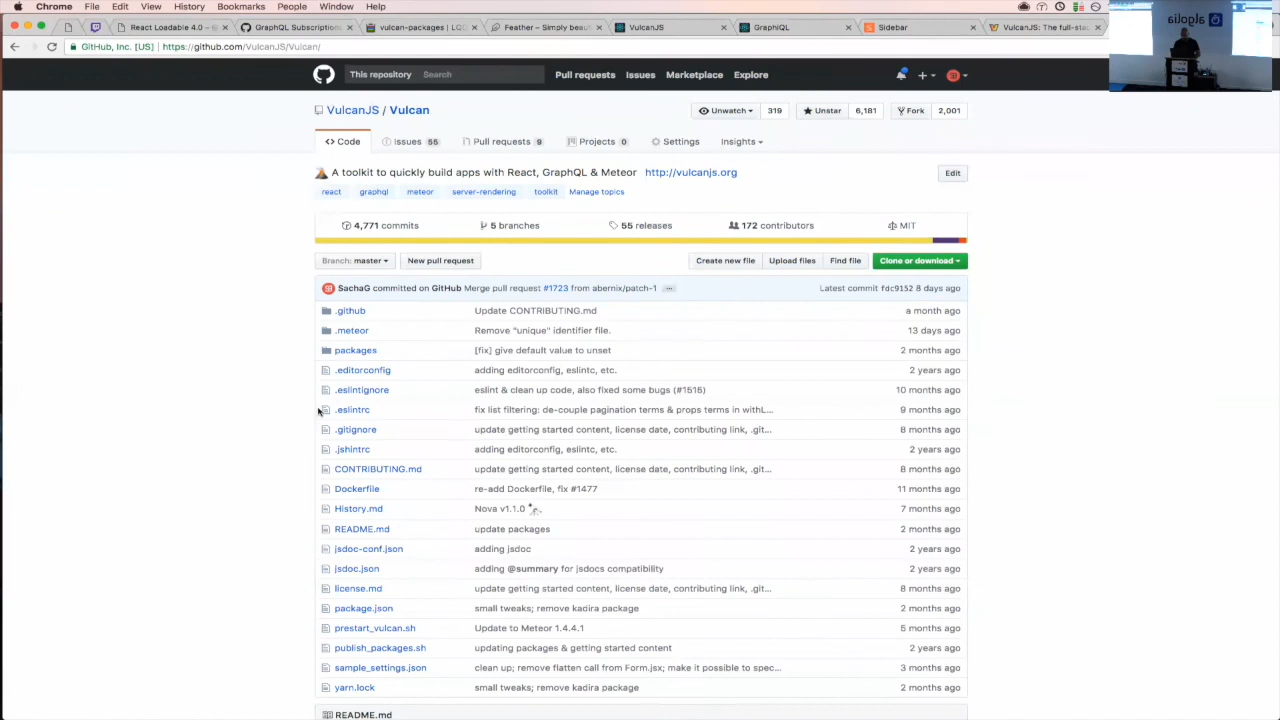 Chrome File Edit View History Bookmarks People Window Help
React Loadable 4.0 – GraphQL Subscription vulcan-packages | LOD Feather – Simply beau VulcanJS GraphiQL Sidebar VulcanJS: The full-sta
GitHub, Inc. [US] https://github.com/VulcanJS/Vulcan/
algolia
This repository Search Pull requests Issues Marketplace Explore
VulcanJS / Vulcan Unwatch 319 Unstar 6,181 Fork 2,001
Code Issues 55 Pull requests 9 Projects 0 Settings Insights
A toolkit to quickly build apps with React, GraphQL & Meteor http://vulcanjs.org Edit
react graphql meteor server-rendering toolkit Manage topics
4,771 commits 5 branches 55 releases 172 contributors MIT
Branch: master New pull request Create new file Upload files Find file Clone or download
SachaG committed on GitHub Merge pull request #1723 from abernix/patch-1 ... Latest commit fdc9152 8 days ago
.github Update CONTRIBUTING.md a month ago
.meteor Remove "unique" identifier file. 13 days ago
packages [fix] give default value to unset 2 months ago
.editorconfig adding editorconfig, eslintc, etc. 2 years ago
.eslintignore eslint & clean up code, also fixed some bugs (#1515) 10 months ago
.eslintrc fix list filtering: de-couple pagination terms & props terms in withL... 9 months ago
.gitignore update getting started content, license date, contributing link, .git... 8 months ago
.jshintrc adding editorconfig, eslintc, etc. 2 years ago
CONTRIBUTING.md update getting started content, license date, contributing link, .git... 8 months ago
Dockerfile re-add Dockerfile, fix #1477 11 months ago
History.md Nova v1.1.0 7 months ago
README.md update packages 2 months ago
jsdoc-conf.json adding jsdoc 2 years ago
jsdoc.json adding @summary for jsdocs compatibility 2 years ago
license.md update getting started content, license date, contributing link, .git... 8 months ago
package.json small tweaks; remove kadira package 2 months ago
prestart_vulcan.sh Update to Meteor 1.4.4.1 5 months ago
publish_packages.sh updating packages & getting started content 2 years ago
sample_settings.json clean up; remove flatten call from Form.jsx; make it possible to spec... 3 months ago
yarn.lock small tweaks; remove kadira package 2 months ago
README.md